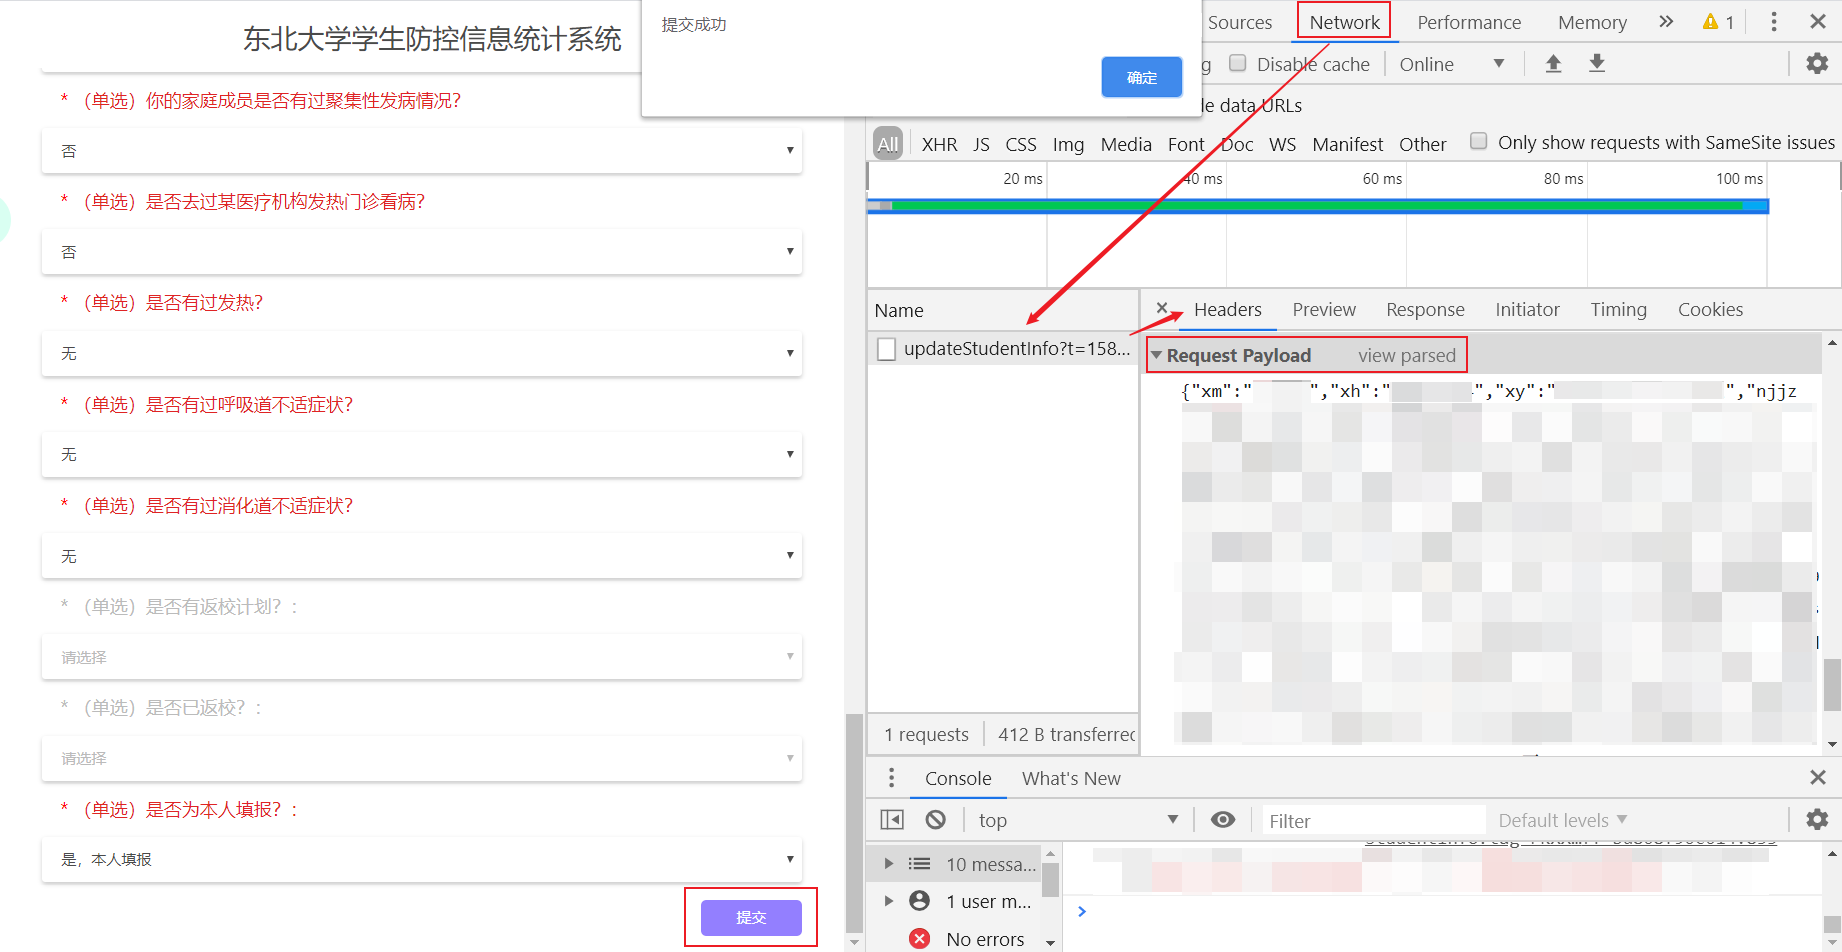 东北大学学生防控信息统计系统
* （单选）你的家庭成员是否有过聚集性发病情况？
否
* （单选）是否去过某医疗机构发热门诊看病？
否
* （单选）是否有过发热？
无
* （单选）是否有过呼吸道不适症状？
无
* （单选）是否有过消化道不适症状？
无
* （单选）是否有返校计划？：
请选择
* （单选）是否已返校？：
请选择
* （单选）是否为本人填报？：
是，本人填报
提交
提交成功
确定
Sources Network Performance Memory 1
Disable cache Online
data URLs
All XHR JS CSS Img Media Font Doc WS Manifest Other Only show requests with SameSite issues
20 ms 40 ms 60 ms 80 ms 100 ms
Name
updateStudentInfo?t=158...
1 requests 412 B transferred
Headers Preview Response Initiator Timing Cookies
Request Payload view parsed
{"xm":" ","xh":" ","xy":" ","njjz
Console What's New
top Filter Default levels
10 messa...
1 user m...
No errors